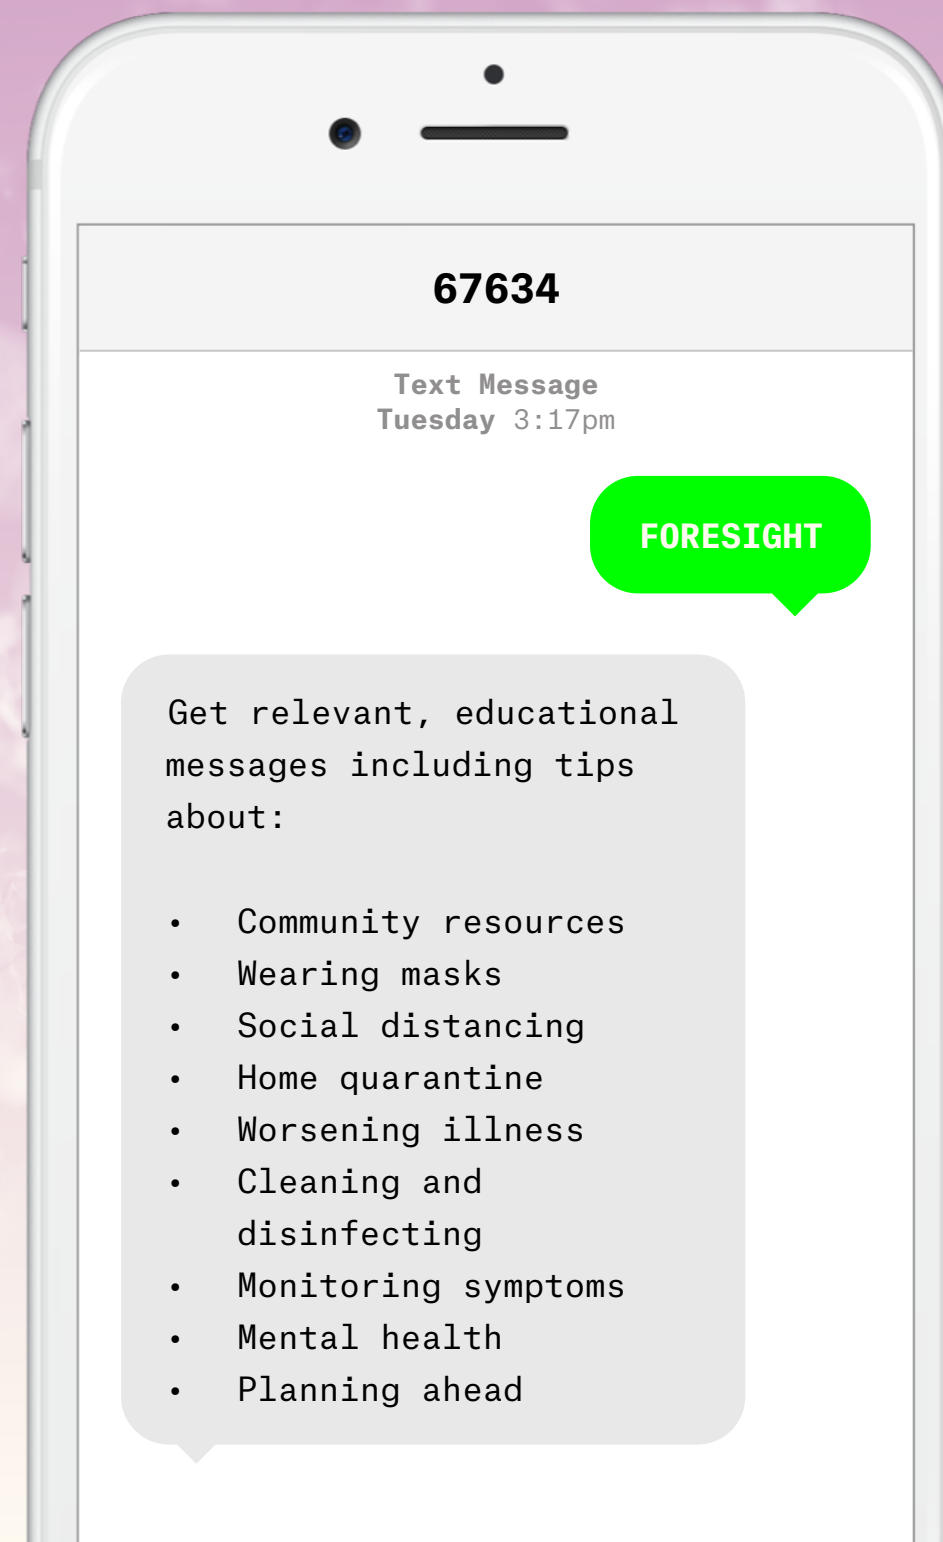 67634
Text Message
Tuesday 3:17pm
FORESIGHT
Get relevant, educational
messages including tips
about:
• Community resources
• Wearing masks
• Social distancing
• Home quarantine
• Worsening illness
• Cleaning and
disinfecting
• Monitoring symptoms
• Mental health
• Planning ahead